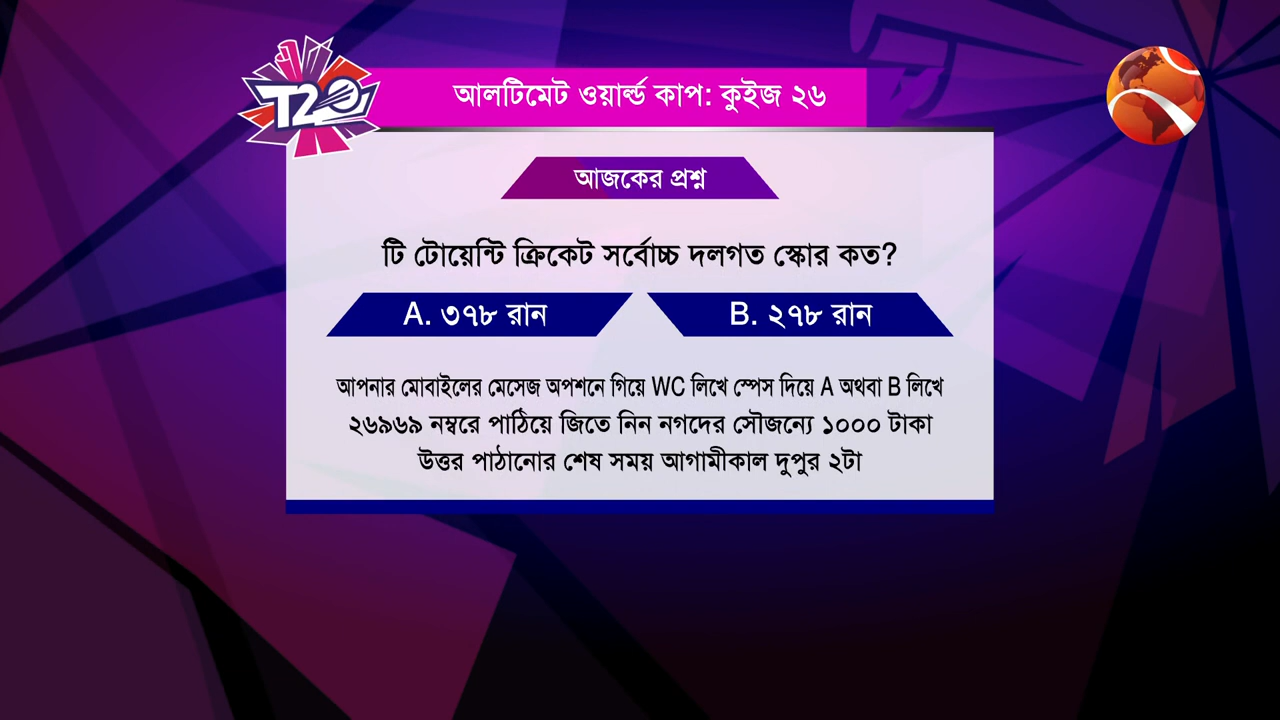 T20
আলটিমেট ওয়ার্ল্ড কাপ: কুইজ ২৬
আজকের প্রশ্ন
টি টোয়েন্টি ক্রিকেট সর্বোচ্চ দলগত স্কোর কত?
A. ৩৭৮ রান
B. ২৭৮ রান
আপনার মোবাইলের মেসেজ অপশনে গিয়ে WC লিখে স্পেস দিয়ে A অথবা B লিখে
২৬৯৬৯ নম্বরে পাঠিয়ে জিতে নিন নগদের সৌজন্যে ১০০০ টাকা
উত্তর পাঠানোর শেষ সময় আগামীকাল দুপুর ২টা